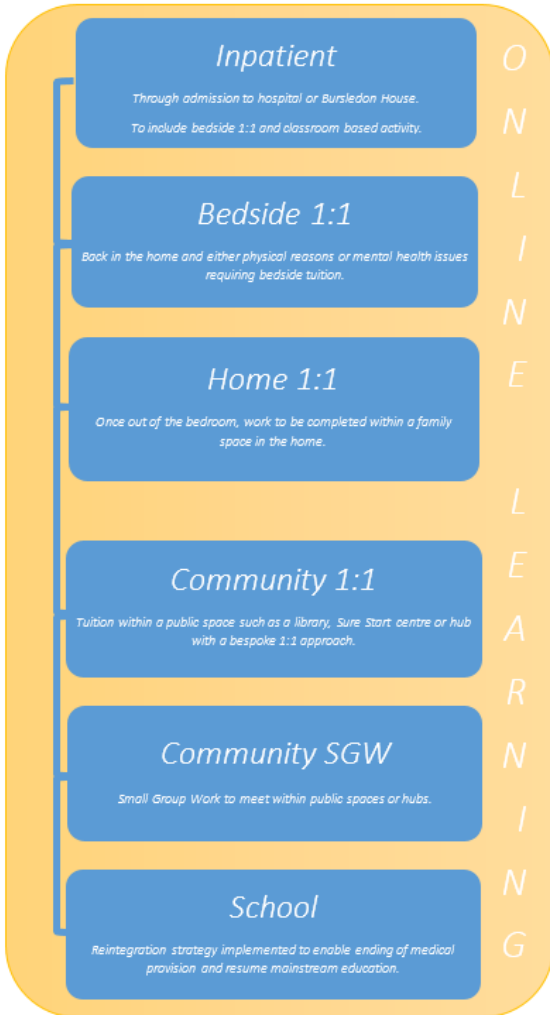 Inpatient
Through admission to hospital or Bursledon House.
To include bedside 1:1 and classroom based activity.
Bedside 1:1
Back in the home and either physical reasons or mental health issues
requiring bedside tuition.
Home 1:1
Once out of the bedroom, work to be completed within a family
space in the home.
Community 1:1
Tuition within a public space such as a library, Sure Start centre or hub
with a bespoke 1:1 approach.
Community SGW
Small Group Work to meet within public spaces or hubs.
School
Reintegration strategy implemented to enable ending of medical
provision and resume mainstream education.
ONLINE LEARNING